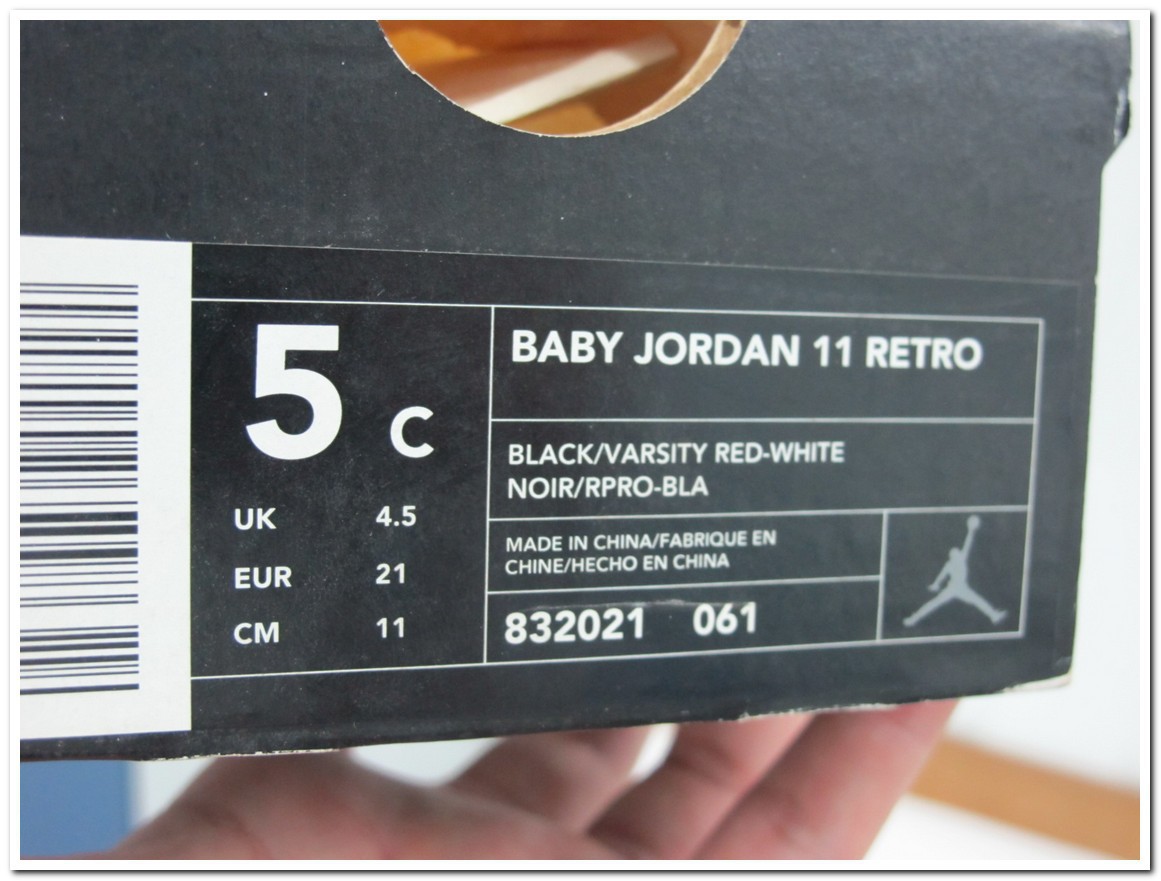 5 C
UK 4.5
EUR 21
CM 11
BABY JORDAN 11 RETRO
BLACK/VARSITY RED-WHITE
NOIR/RPRO-BLA
MADE IN CHINA/FABRIQUE EN
CHINE/HECHO EN CHINA
832021 061